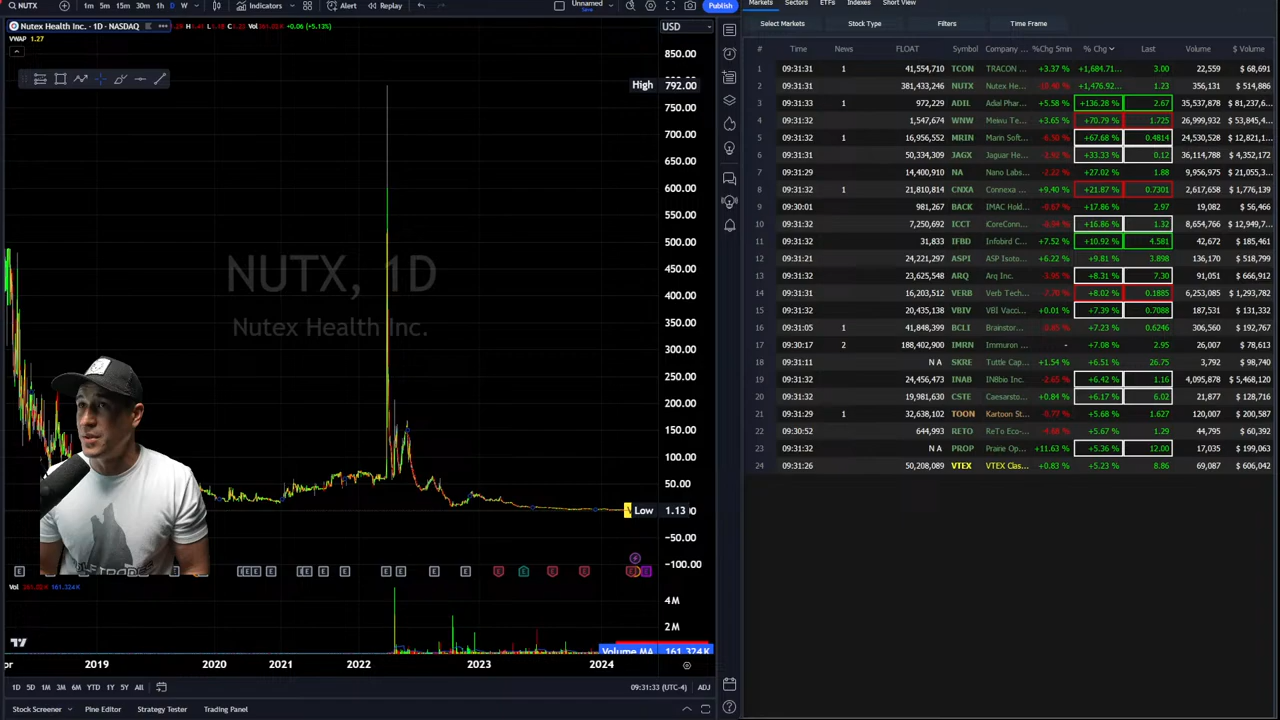 NUTX 1m 5m 15m 30m 1h D W Indicators Alert Replay Unnamed Save Publish
Nutex Health Inc. · 1D · NASDAQ 1.18 +0.06 (+5.13%) USD
VWAP 1.27
850.00
High 792.00
750.00
700.00
650.00
600.00
550.00
500.00
450.00
400.00
350.00
300.00
250.00
200.00
150.00
100.00
50.00
Low 1.13
-50.00
-100.00
NUTX, 1D
Nutex Health Inc.
Vol 161.324K
4 M
2 M
Volume MA 161.324K
2019 2020 2021 2022 2023 2024
1D 5D 1M 3M 6M YTD 1Y 5Y All 09:31:33 (UTC-4) ADJ
Stock Screener Pine Editor Strategy Tester Trading Panel
Markets Sectors ETFs Indexes Short View
Select Markets Stock Type Filters Time Frame
# Time News FLOAT Symbol Company ... %Chg 5min % Chg Last Volume $ Volume
1 09:31:31 1 41,554,710 TCON TRACON ... +3.37 % +1,684.71... 3.00 22,559 $ 68,691
2 09:31:31 381,433,246 NUTX Nutex He... +1,476.92... 1.23 356,131 $ 514,886
3 09:31:33 1 972,229 ADIL Adial Phar... +5.58 % +136.28 % 2.67 35,537,878 $ 81,237,6...
4 09:31:32 1,547,674 WNW Meiwu Te... +3.65 % +70.79 % 1.725 26,999,932 $ 53,845,4...
5 09:31:32 1 16,956,552 MRIN Marin Soft... -6.50 % +67.68 % 0.4814 24,530,528 $ 12,821,1...
6 09:31:31 50,334,309 JAGX Jaguar He... -2.92 % +33.33 % 0.12 36,114,788 $ 4,352,172
7 09:31:29 14,400,910 NA Nano Labs... -2.22 % +27.02 % 1.88 9,956,975 $ 21,055,3...
8 09:31:32 1 21,810,814 CNXA Connexa ... +9.40 % +21.87 % 0.7301 2,617,658 $ 1,776,139
9 09:30:01 981,267 BACK IMAC Hold... -0.67 % +17.86 % 2.97 19,082 $ 56,466
10 09:31:32 7,250,692 ICCT iCoreConn... +16.86 % 1.32 8,654,766 $ 12,949,7...
11 09:31:32 31,833 IFBD Infobird C... +7.52 % +10.92 % 4.581 42,672 $ 185,461
12 09:31:21 24,221,297 ASPI ASP Isoto... +6.22 % +9.81 % 3.898 136,170 $ 518,799
13 09:31:32 23,625,548 ARQ Arq Inc. -3.95 % +8.31 % 7.30 91,051 $ 666,912
14 09:31:31 16,203,512 VERB Verb Tech... -7.70 % +8.02 % 0.1885 6,253,085 $ 1,293,782
15 09:31:32 20,435,138 VBIV VBI Vacci... +0.01 % +7.39 % 0.7088 187,531 $ 131,332
16 09:31:05 1 41,848,399 BCLI Brainstor... -0.85 % +7.23 % 0.6246 306,560 $ 192,767
17 09:30:17 2 188,402,900 IMRN Immuron ... - +7.08 % 2.95 26,007 $ 78,613
18 09:31:11 N A SKRE Tuttle Cap... +1.54 % +6.51 % 26.75 3,792 $ 98,740
19 09:31:32 24,456,473 INAB IN8bio Inc. -2.65 % +6.42 % 1.16 4,095,878 $ 5,468,120
20 09:31:32 19,981,630 CSTE Caesarsto... +0.84 % +6.17 % 6.02 21,877 $ 128,716
21 09:31:29 1 32,638,102 TOON Kartoon St... -0.77 % +5.68 % 1.627 120,007 $ 200,587
22 09:30:52 644,993 RETO ReTo Eco-... -4.68 % +5.67 % 1.29 44,795 $ 60,392
23 09:31:32 N A PROP Prairie Op... +11.63 % +5.36 % 12.00 17,035 $ 199,063
24 09:31:26 50,208,089 VTEX VTEX Clas... +0.83 % +5.23 % 8.86 69,087 $ 606,042